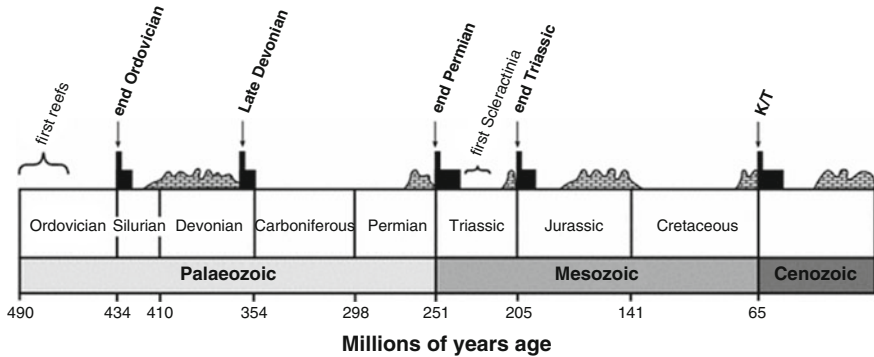 first reefs
end Ordovician
Late Devonian
end Permian
first Scleractinia
end Triassic
K/T
Ordovician Silurian Devonian Carboniferous Permian Triassic Jurassic Cretaceous
Palaeozoic Mesozoic Cenozoic
490 434 410 354 298 251 205 141 65
Millions of years age